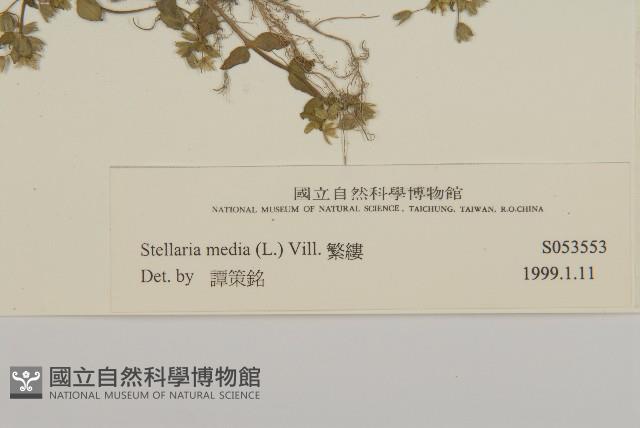 國立自然科學博物館
NATIONAL MUSEUM OF NATURAL SCIENCE, TAICHUNG, TAIWAN, R.O.CHINA
Stellaria media (L.) Vill. 繁縷 S053553
Det. by 譚策銘 1999.1.11
國立自然科學博物館
NATIONAL MUSEUM OF NATURAL SCIENCE